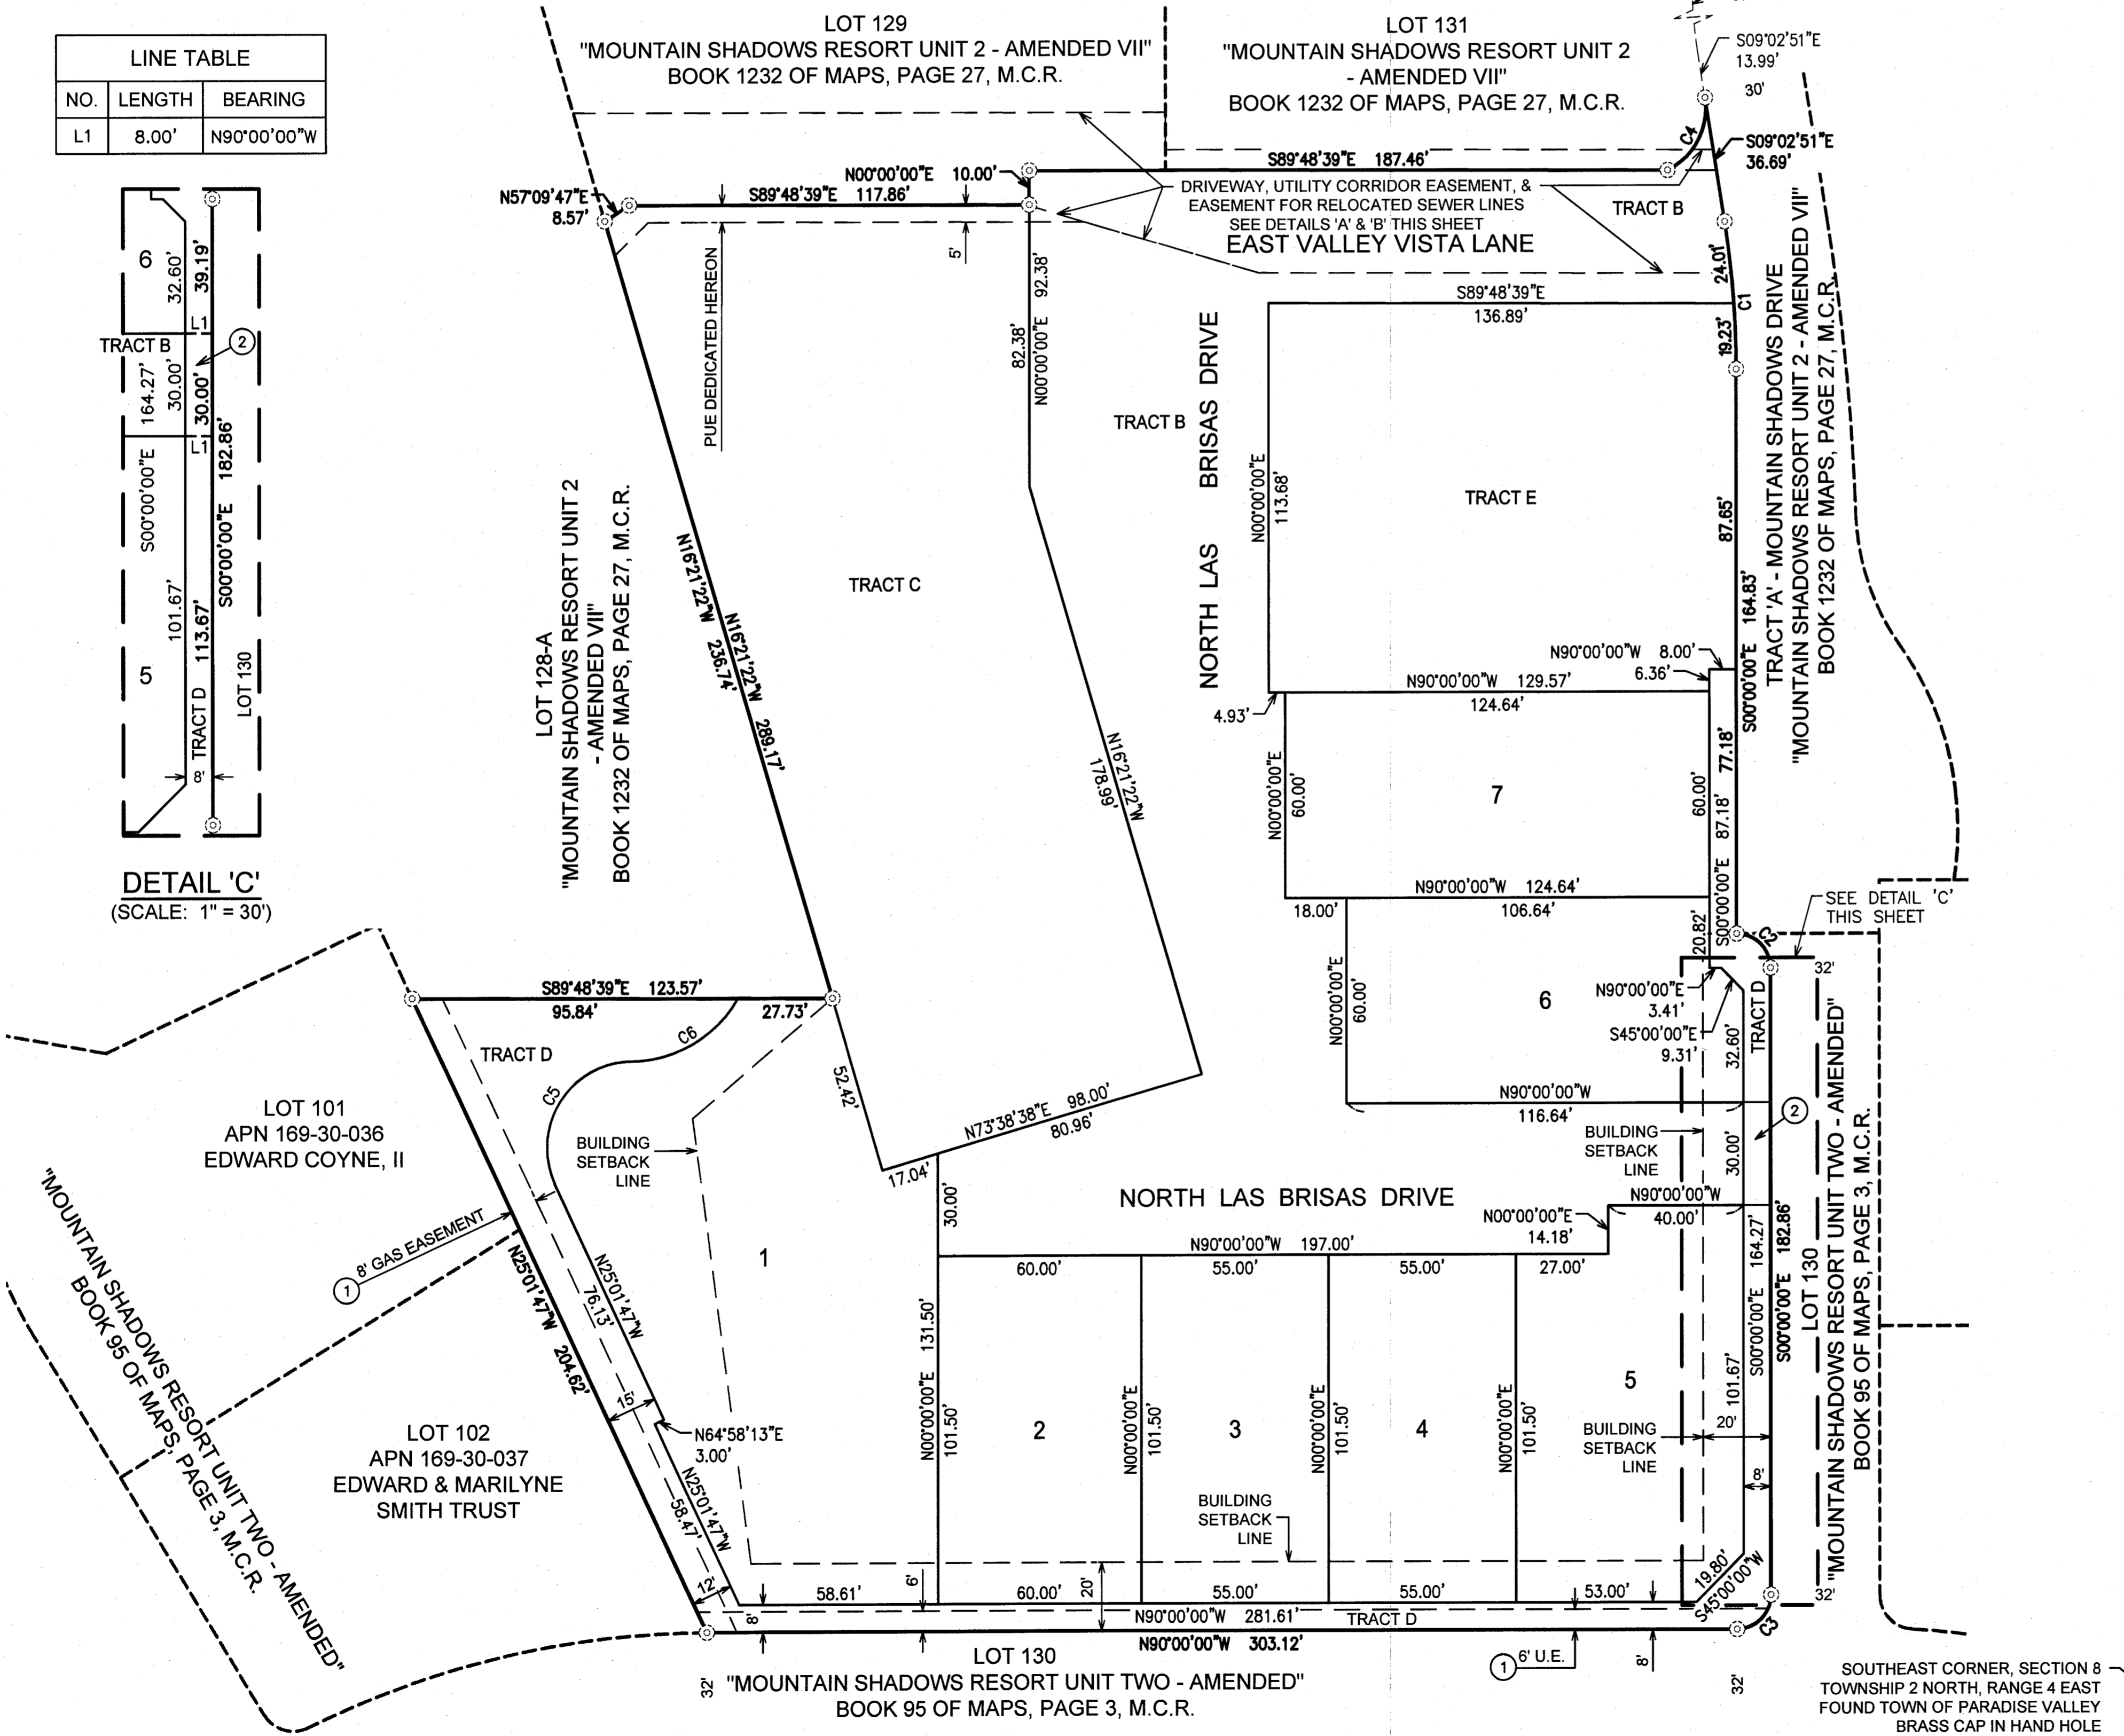 LINE TABLE
NO. LENGTH BEARING
L1 8.00' N90°00'00"W
LOT 129
"MOUNTAIN SHADOWS RESORT UNIT 2 - AMENDED VII"
BOOK 1232 OF MAPS, PAGE 27, M.C.R.
LOT 131
"MOUNTAIN SHADOWS RESORT UNIT 2
- AMENDED VII"
BOOK 1232 OF MAPS, PAGE 27, M.C.R.
S09°02'51"E
13.99'
30'
C4
S09°02'51"E
36.69'
N57°09'47"E
8.57'
N00°00'00"E 10.00'
S89°48'39"E 117.86'
S89°48'39"E 187.46'
DRIVEWAY, UTILITY CORRIDOR EASEMENT, &
EASEMENT FOR RELOCATED SEWER LINES
SEE DETAILS 'A' & 'B' THIS SHEET
EAST VALLEY VISTA LANE
TRACT B
24.01'
C1
19.23'
PUE DEDICATED HEREON
5'
92.38'
82.38'
N00°00'00"E
S89°48'39"E
136.89'
NORTH LAS BRISAS DRIVE
TRACT B
N00°00'00"E
113.68'
TRACT E
87.65'
S00°00'00"E 164.83'
TRACT 'A' - MOUNTAIN SHADOWS DRIVE
"MOUNTAIN SHADOWS RESORT UNIT 2 - AMENDED VII"
BOOK 1232 OF MAPS, PAGE 27, M.C.R.
6
32.60'
39.19'
L1
TRACT B
2
164.27'
30.00'
30.00'
L1
S00°00'00"E
S00°00'00"E 182.86'
101.67'
113.67'
5
TRACT D
LOT 130
8'
DETAIL 'C'
(SCALE: 1" = 30')
LOT 128-A
"MOUNTAIN SHADOWS RESORT UNIT 2
- AMENDED VII"
BOOK 1232 OF MAPS, PAGE 27, M.C.R.
N16°21'22"W
236.74'
N16°21'22"W 289.17'
TRACT C
N16°21'22"W
178.99'
N90°00'00"W 8.00'
6.36'
N90°00'00"W 129.57'
124.64'
4.93'
N00°00'00"E
60.00'
7
60.00'
77.18'
S00°00'00"E 87.18'
N90°00'00"W 124.64'
18.00'
106.64'
20.82'
C2
SEE DETAIL 'C'
THIS SHEET
32'
N00°00'00"E
60.00'
6
N90°00'00"E
3.41'
S45°00'00"E
9.31'
32.60'
TRACT D
N90°00'00"W
116.64'
2
BUILDING
SETBACK
LINE
30.00'
S89°48'39"E 123.57'
95.84'
27.73'
TRACT D
C6
C5
52.42'
N73°38'38"E 98.00'
80.96'
17.04'
BUILDING
SETBACK
LINE
LOT 101
APN 169-30-036
EDWARD COYNE, II
1
8' GAS EASEMENT
N25°01'47"W 204.62'
N25°01'47"W
76.13'
1
30.00'
NORTH LAS BRISAS DRIVE
N90°00'00"W
40.00'
N00°00'00"E
14.18'
N90°00'00"W 197.00'
60.00'
55.00'
55.00'
27.00'
N00°00'00"E 131.50'
101.50'
2
N00°00'00"E
101.50'
3
N00°00'00"E
101.50'
4
N00°00'00"E
101.50'
5
S00°00'00"E 164.27'
101.67'
S00°00'00"E 182.86'
LOT 130
"MOUNTAIN SHADOWS RESORT UNIT TWO - AMENDED"
BOOK 95 OF MAPS, PAGE 3, M.C.R.
20'
BUILDING
SETBACK
LINE
8'
BUILDING
SETBACK
LINE
"MOUNTAIN SHADOWS RESORT UNIT TWO - AMENDED"
BOOK 95 OF MAPS, PAGE 3, M.C.R.
LOT 102
APN 169-30-037
EDWARD & MARILYNE
SMITH TRUST
15'
N64°58'13"E
3.00'
N25°01'47"W
58.47'
12'
8'
58.61'
6'
60.00'
20'
55.00'
55.00'
53.00'
19.80'
S45°00'00"W
32'
N90°00'00"W 281.61'
TRACT D
N90°00'00"W 303.12'
C3
1
6' U.E.
8'
32'
32'
LOT 130
"MOUNTAIN SHADOWS RESORT UNIT TWO - AMENDED"
BOOK 95 OF MAPS, PAGE 3, M.C.R.
SOUTHEAST CORNER, SECTION 8
TOWNSHIP 2 NORTH, RANGE 4 EAST
FOUND TOWN OF PARADISE VALLEY
BRASS CAP IN HAND HOLE